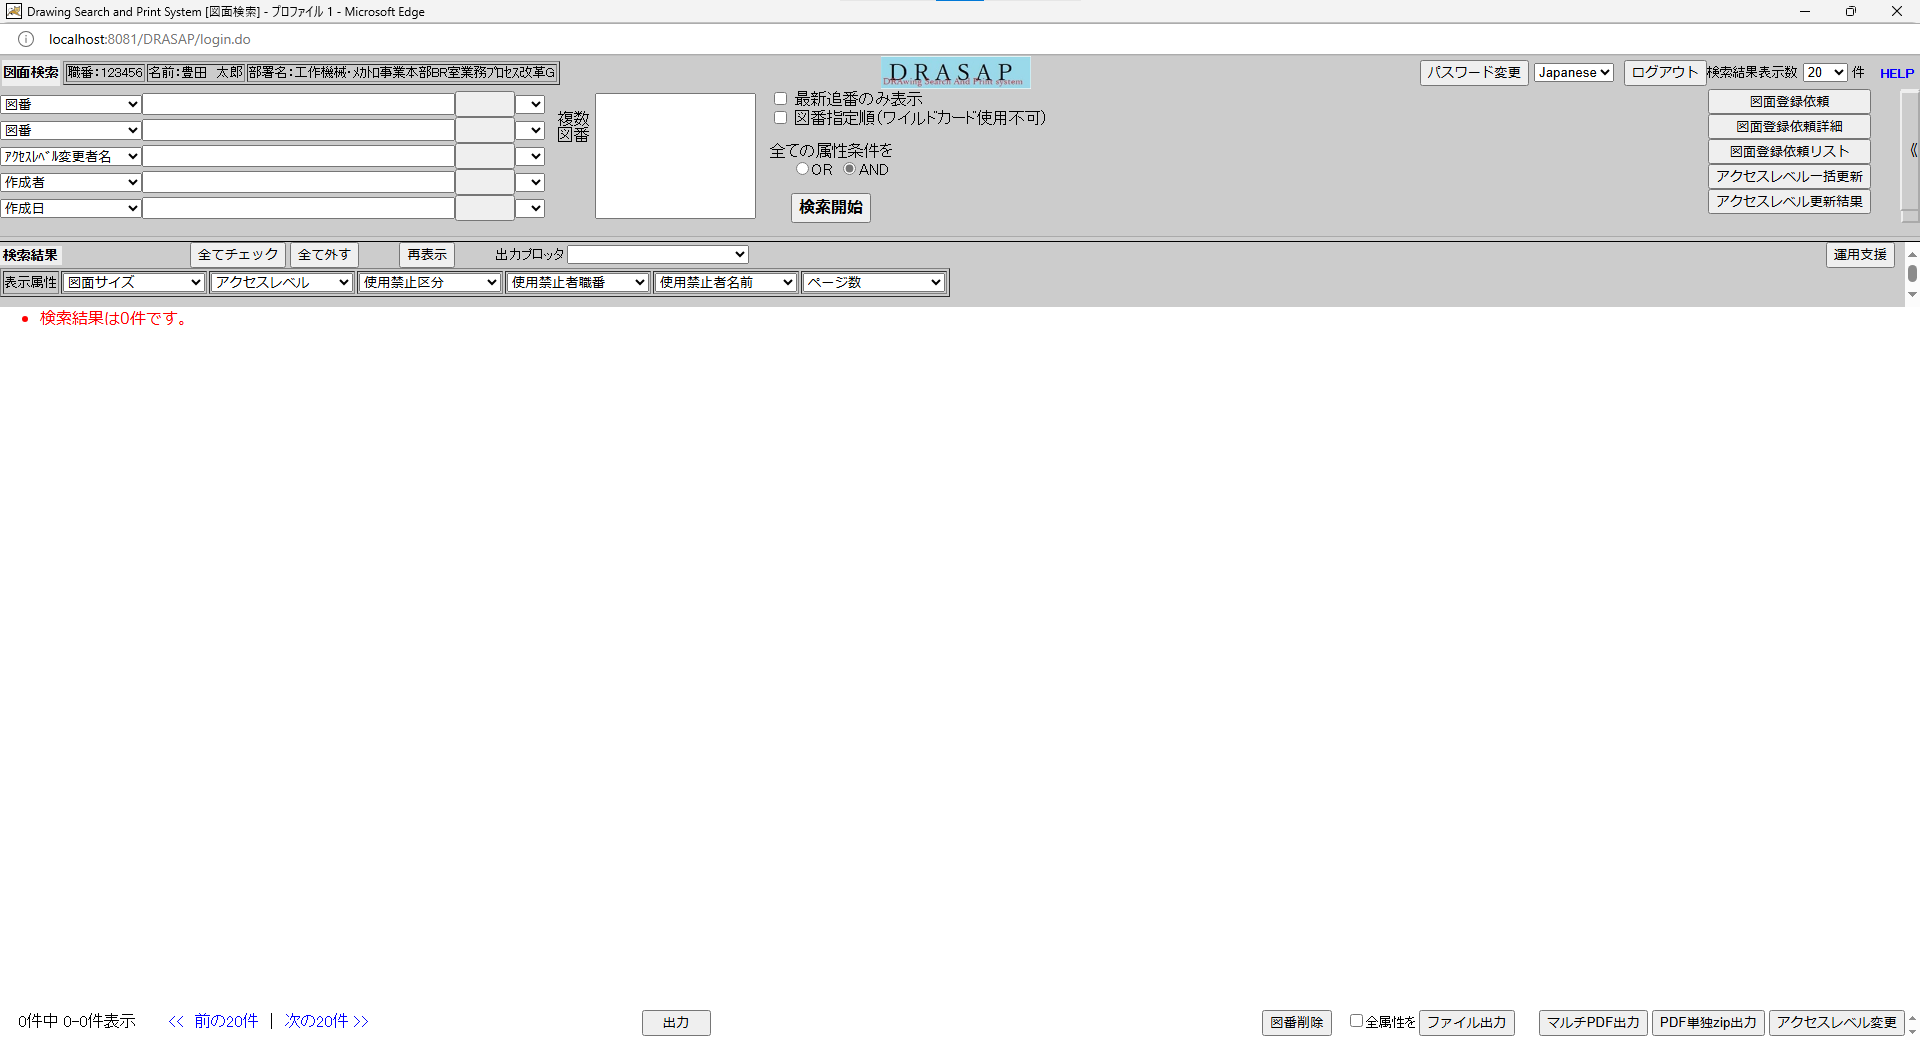 Drawing Search and Print System [図面検索] - プロファイル 1 - Microsoft Edge
localhost:8081/DRASAP/login.do
図面検索 職番：123456 名前：豊田　太郎 部署名：工作機械・ﾒｶﾄﾛ事業本部BR室業務ﾌﾟﾛｾｽ改革G
DRASAP
DRAwing Search And Print system
パスワード変更 Japanese ログアウト 検索結果表示数 20 件 HELP
図番
図番
ｱｸｾｽﾚﾍﾞﾙ変更者名
作成者
作成日
複数
図番
最新追番のみ表示
図番指定順（ワイルドカード使用不可）
全ての属性条件を
OR AND
検索開始
図面登録依頼
図面登録依頼詳細
図面登録依頼リスト
アクセスレベル一括更新
アクセスレベル更新結果
《
検索結果 全てチェック 全て外す 再表示 出力プロッタ 運用支援
表示属性 図面サイズ アクセスレベル 使用禁止区分 使用禁止者職番 使用禁止者名前 ページ数
• 検索結果は0件です。
0件中 0-0件表示 << 前の20件 | 次の20件 >> 出力 図番削除 全属性を ファイル出力 マルチPDF出力 PDF単独zip出力 アクセスレベル変更